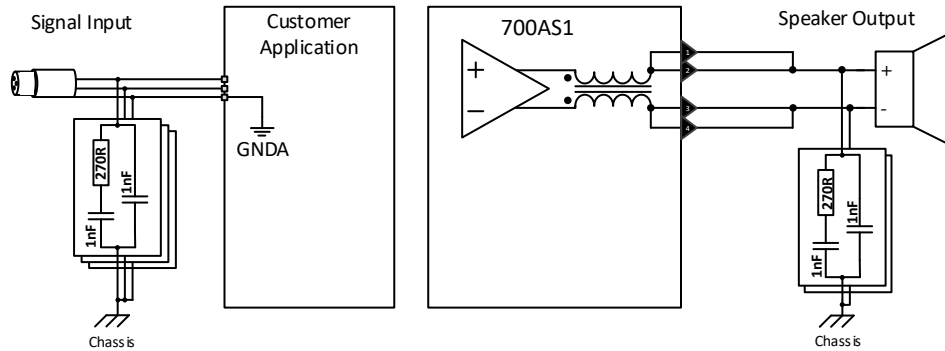 Signal Input
Customer
Application
GNDA
270R
1nF
1nF
Chassis
700AS1
+
−
1
2
3
4
Speaker Output
+
-
270R
1nF
1nF
Chassis